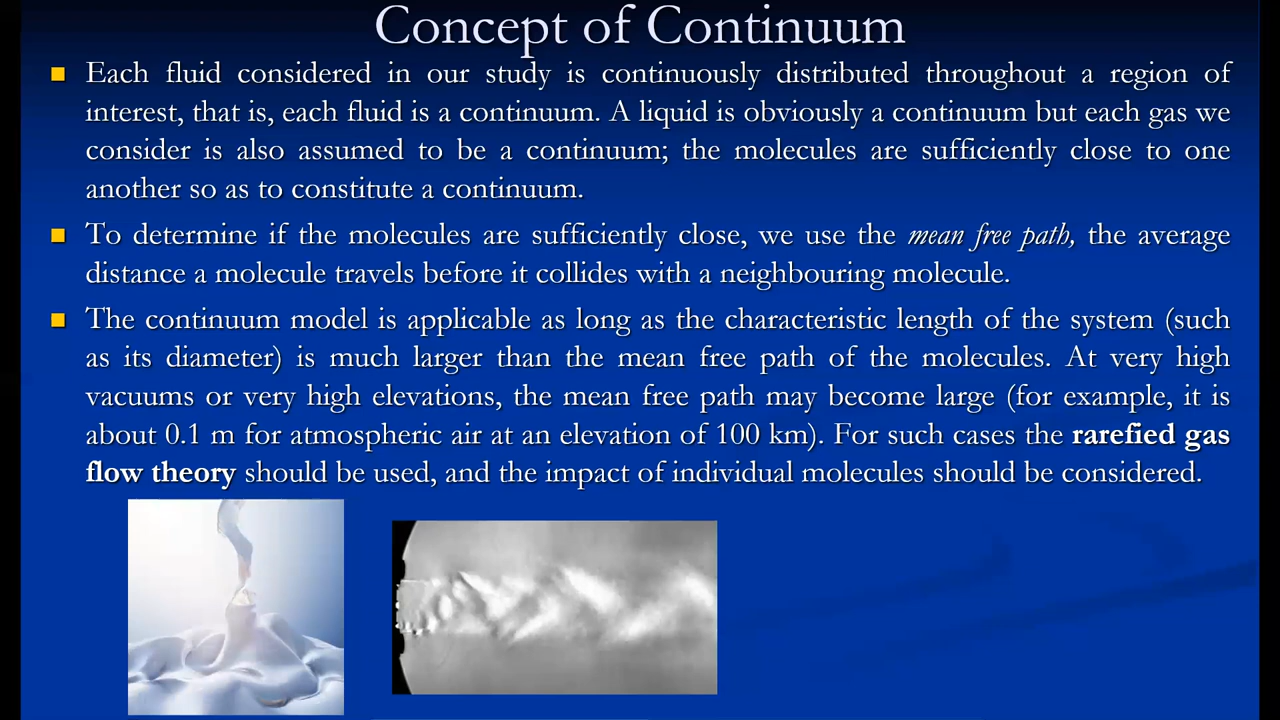 Concept of Continuum
Each fluid considered in our study is continuously distributed throughout a region of
interest, that is, each fluid is a continuum. A liquid is obviously a continuum but each gas we
consider is also assumed to be a continuum; the molecules are sufficiently close to one
another so as to constitute a continuum.
To determine if the molecules are sufficiently close, we use the mean free path, the average
distance a molecule travels before it collides with a neighbouring molecule.
The continuum model is applicable as long as the characteristic length of the system (such
as its diameter) is much larger than the mean free path of the molecules. At very high
vacuums or very high elevations, the mean free path may become large (for example, it is
about 0.1 m for atmospheric air at an elevation of 100 km). For such cases the rarefied gas
flow theory should be used, and the impact of individual molecules should be considered.